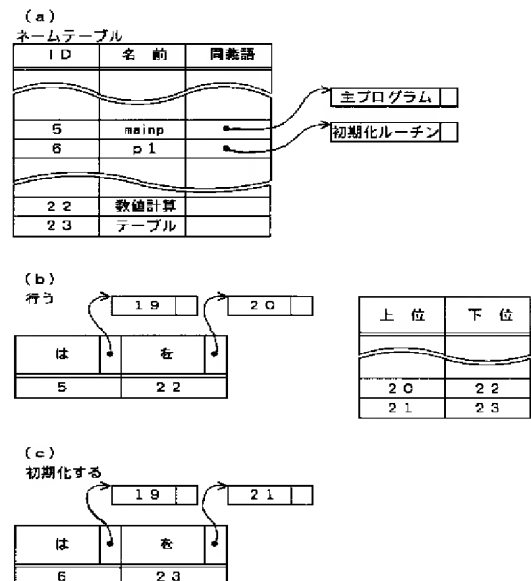 (a)
ネームテーブル
ID 名前 同義語
主プログラム
5 mainp
初期化ルーチン
6 p1
22 数値計算
23 テーブル
(b)
行う
19 20
上位 下位
は を
5 22
20 22
21 23
(c)
初期化する
19 21
は を
6 23